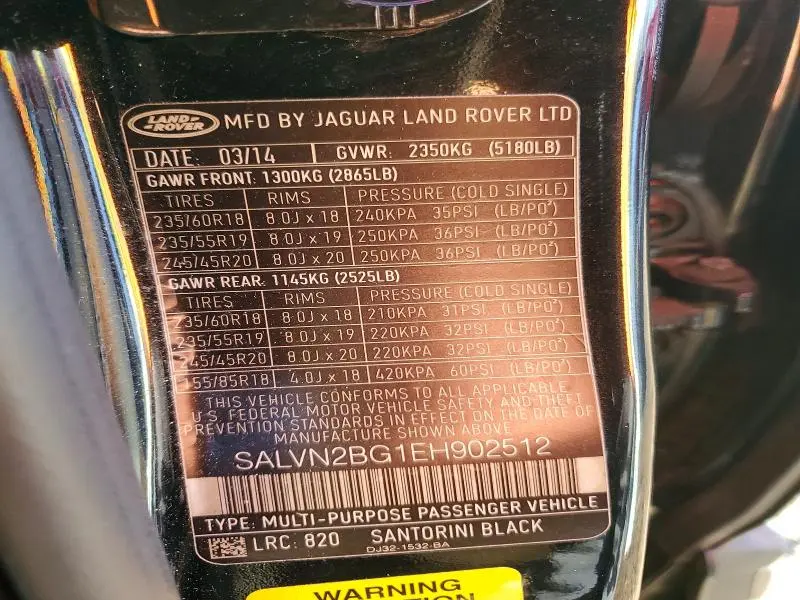 LAND
ROVER
MFD BY JAGUAR LAND ROVER LTD
DATE: 03/14 GVWR: 2350KG (5180LB)
GAWR FRONT: 1300KG (2865LB)
TIRES RIMS PRESSURE (COLD SINGLE)
235/60R18 8.0J x 18 240KPA 35PSI (LB/PO²)
235/55R19 8.0J x 19 250KPA 36PSI (LB/PO²)
245/45R20 8.0J x 20 250KPA 36PSI (LB/PO²)
GAWR REAR: 1145KG (2525LB)
TIRES RIMS PRESSURE (COLD SINGLE)
235/60R18 8.0J x 18 210KPA 31PSI (LB/PO²)
235/55R19 8.0J x 19 220KPA 32PSI (LB/PO²)
245/45R20 8.0J x 20 220KPA 32PSI (LB/PO²)
155/85R18 4.0J x 18 420KPA 60PSI (LB/PO²)
THIS VEHICLE CONFORMS TO ALL APPLICABLE
U.S. FEDERAL MOTOR VEHICLE SAFETY AND THEFT
PREVENTION STANDARDS IN EFFECT ON THE DATE OF
MANUFACTURE SHOWN ABOVE
SALVN2BG1EH902512
TYPE: MULTI-PURPOSE PASSENGER VEHICLE
LRC: 820 SANTORINI BLACK
DJ32-1532-BA
WARNING